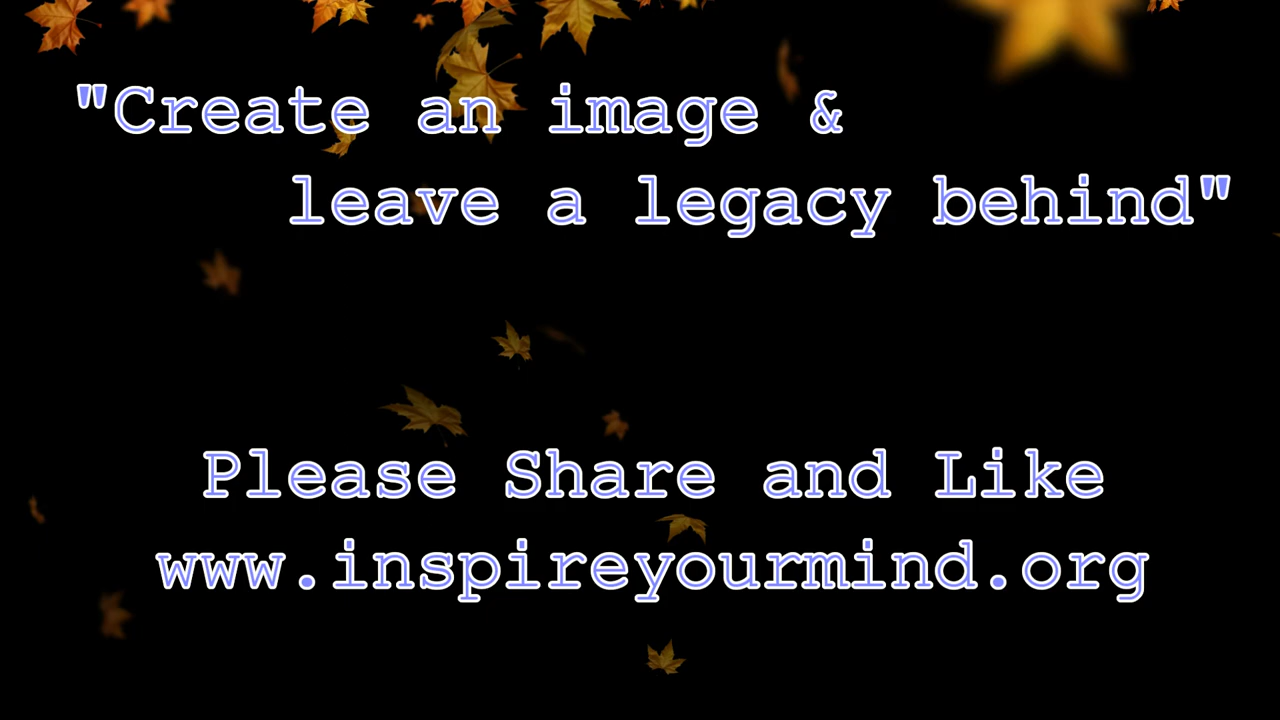 "Create an image &
leave a legacy behind"
Please Share and Like
www.inspireyourmind.org